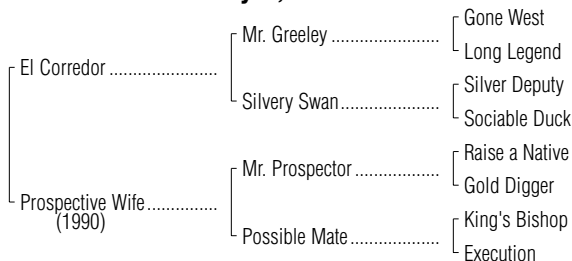 Gone West
Mr. Greeley ......................
Long Legend
El Corredor ......................
Silver Deputy
Silvery Swan ....................
Sociable Duck
Raise a Native
Mr. Prospector .................
Gold Digger
Prospective Wife ..............
(1990)
King's Bishop
Possible Mate ..................
Execution